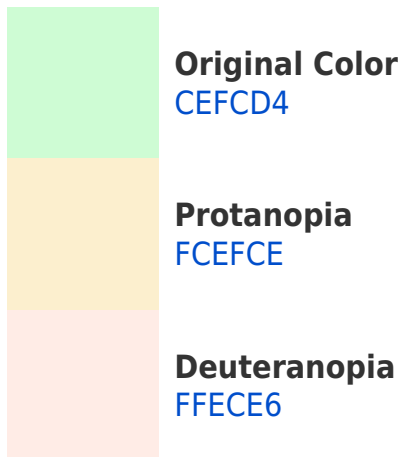 Original Color
CEFCD4
Protanopia
FCEFCE
Deuteranopia
FFECE6